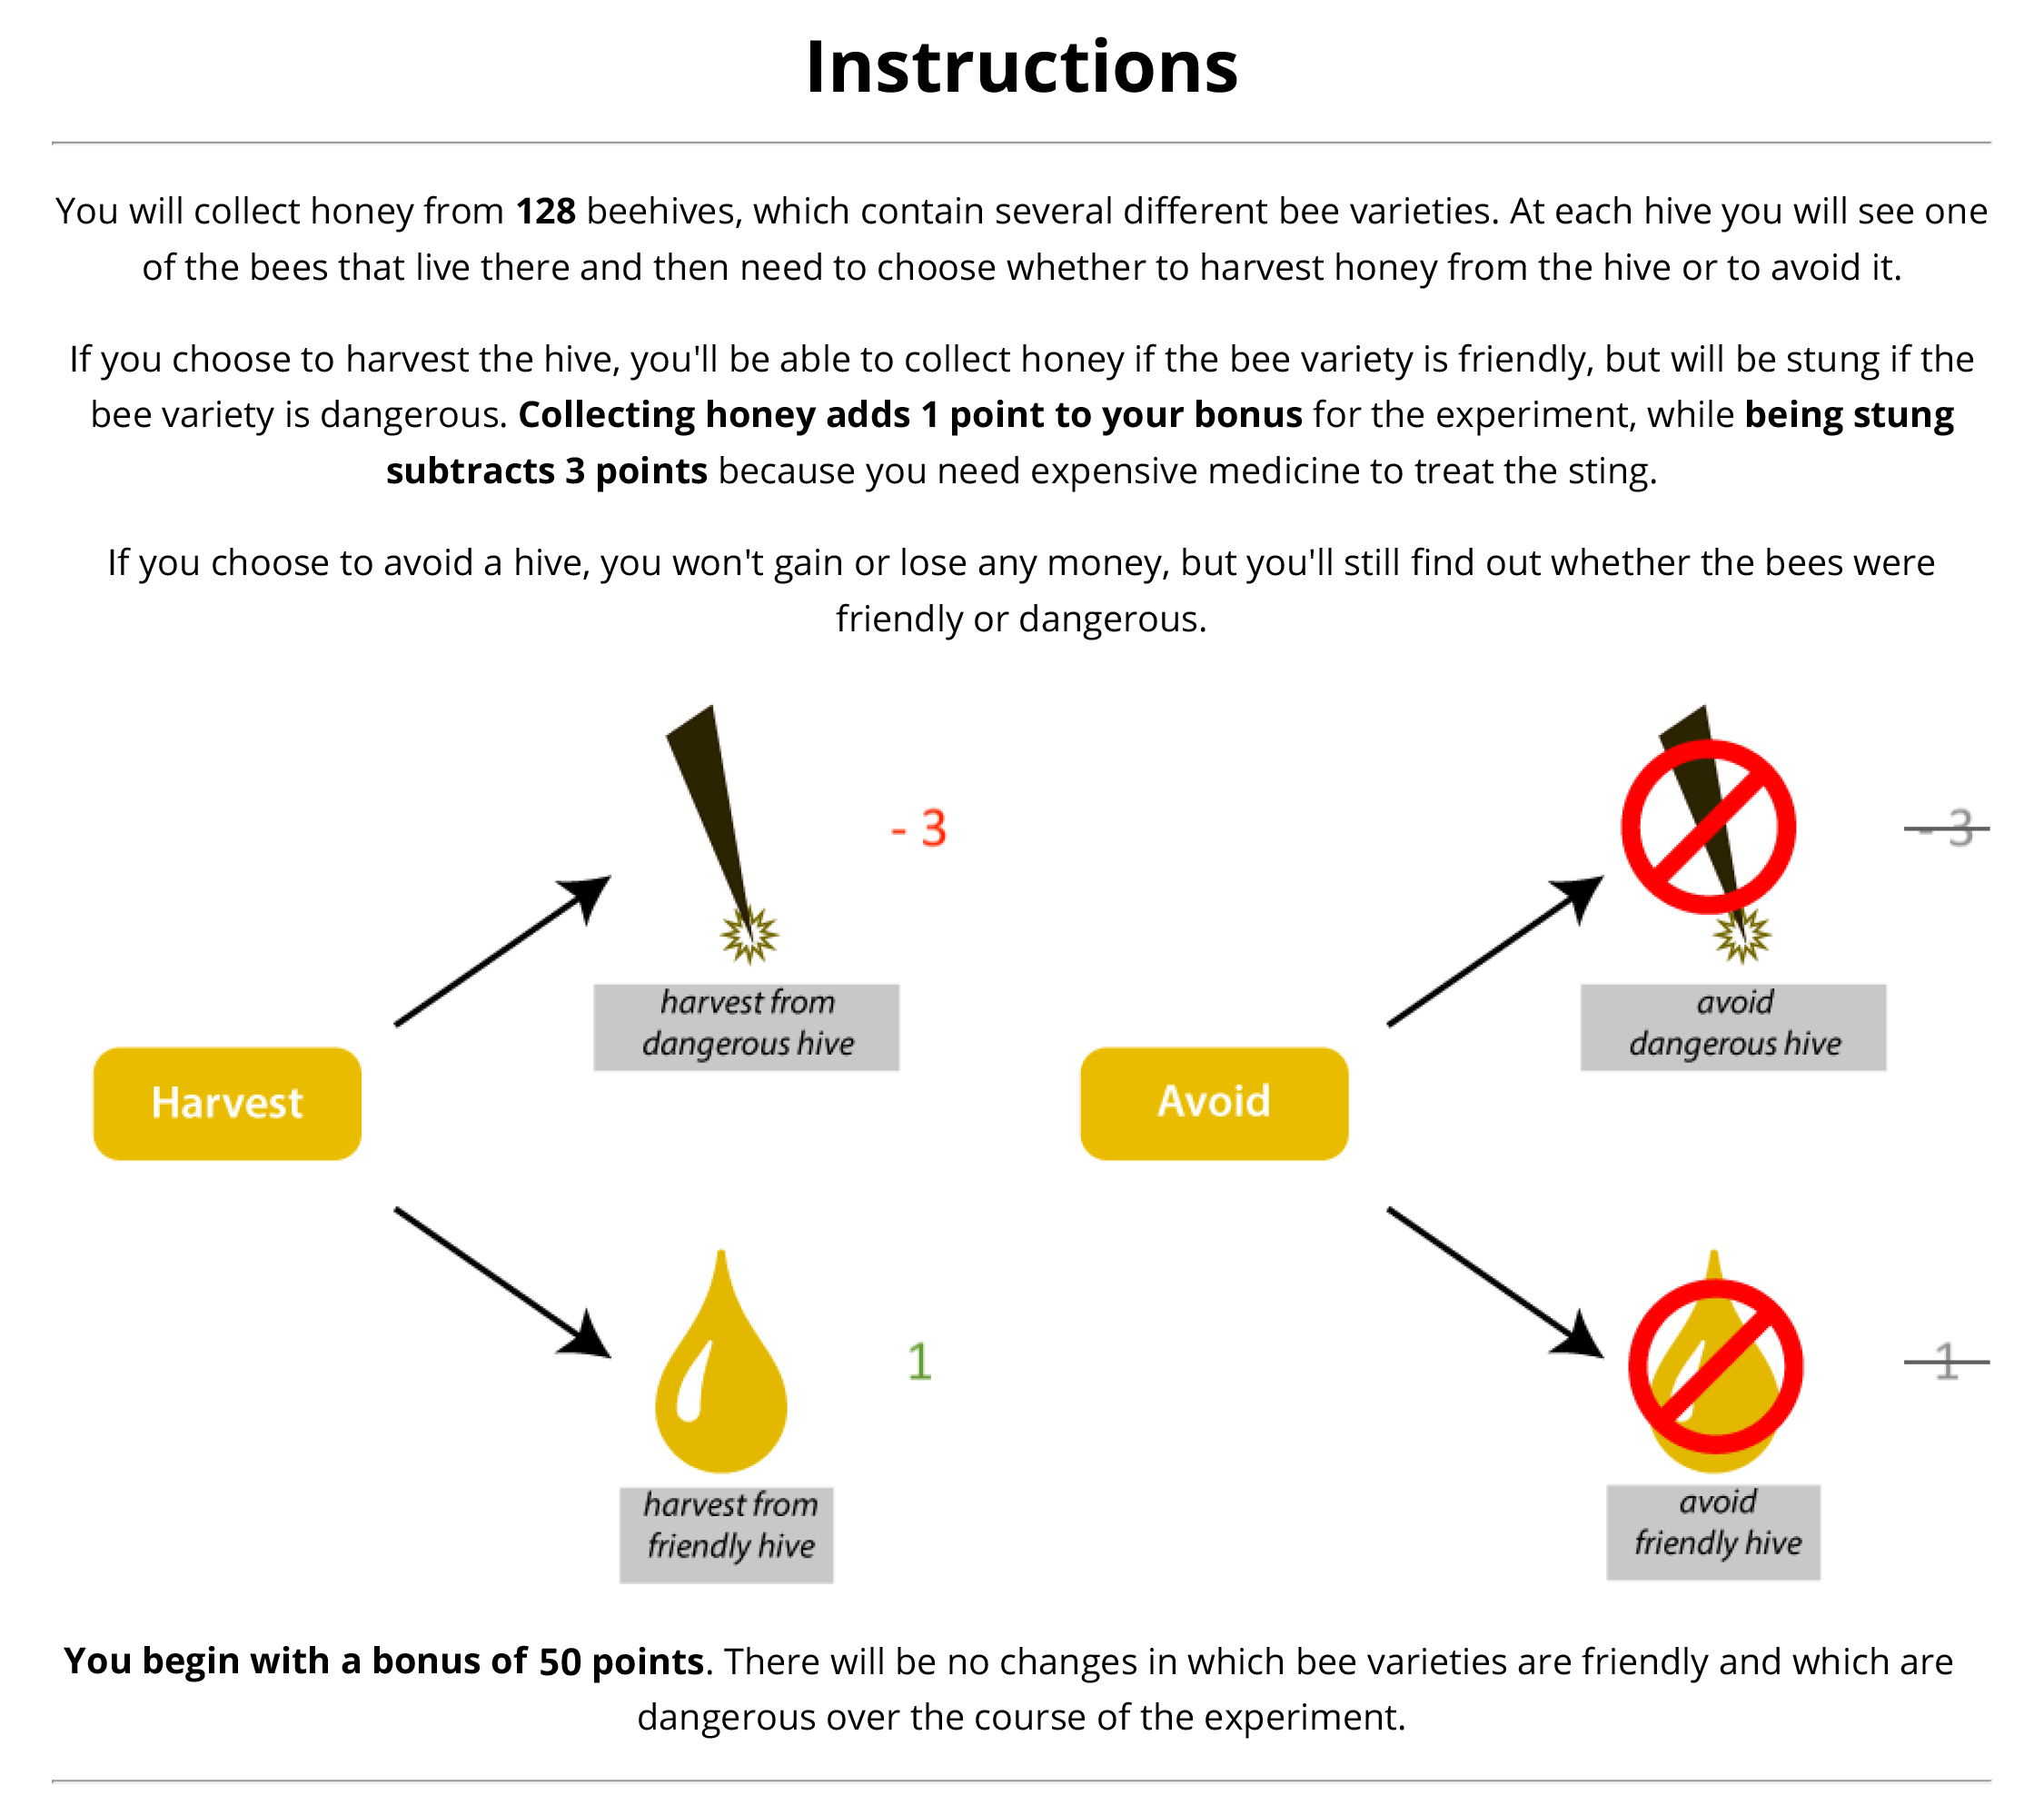 Instructions
You will collect honey from 128 beehives, which contain several different bee varieties. At each hive you will see one
of the bees that live there and then need to choose whether to harvest honey from the hive or to avoid it.
If you choose to harvest the hive, you'll be able to collect honey if the bee variety is friendly, but will be stung if the
bee variety is dangerous. Collecting honey adds 1 point to your bonus for the experiment, while being stung
subtracts 3 points because you need expensive medicine to treat the sting.
If you choose to avoid a hive, you won't gain or lose any money, but you'll still find out whether the bees were
friendly or dangerous.
- 3
harvest from
dangerous hive
Harvest
1
harvest from
friendly hive
- 3
avoid
dangerous hive
Avoid
1
avoid
friendly hive
You begin with a bonus of 50 points. There will be no changes in which bee varieties are friendly and which are
dangerous over the course of the experiment.